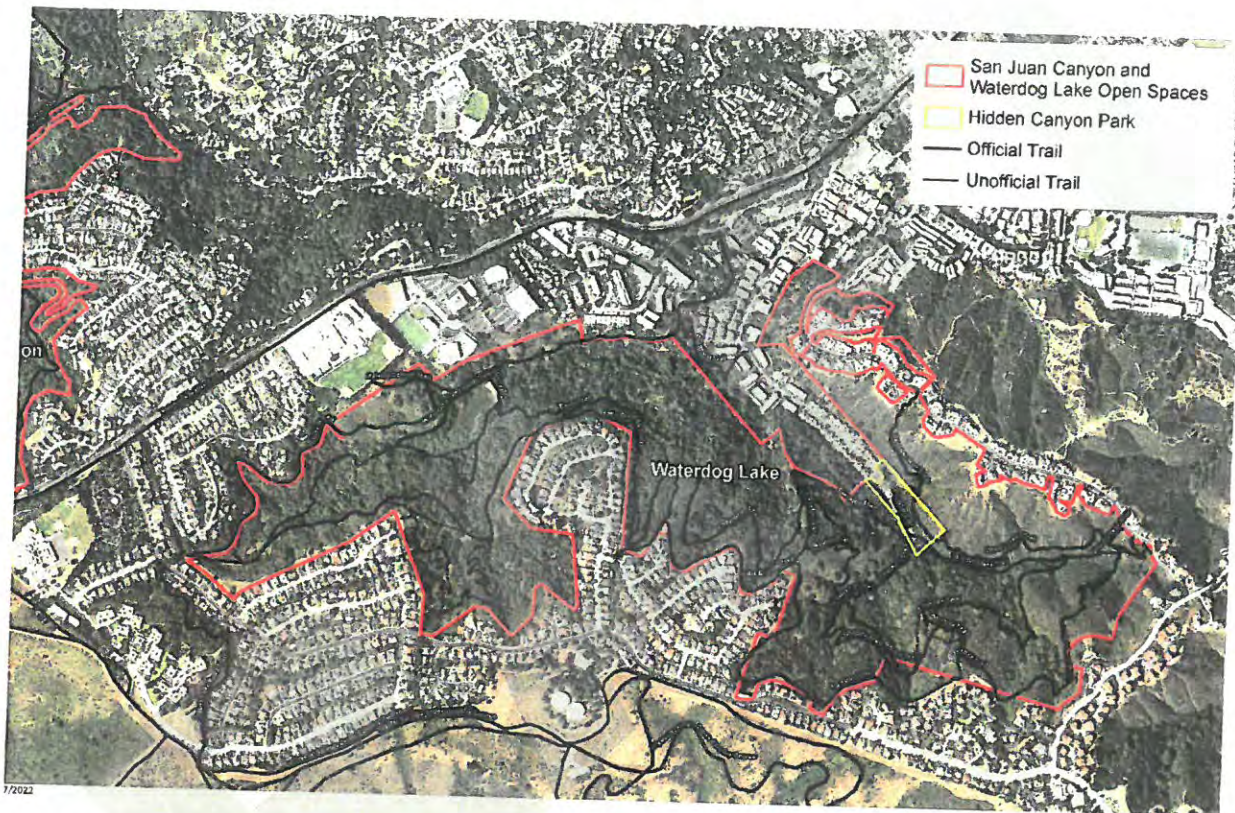 San Juan Canyon and
Waterdog Lake Open Spaces
Hidden Canyon Park
Official Trail
Unofficial Trail
on
Waterdog Lake
7/2022